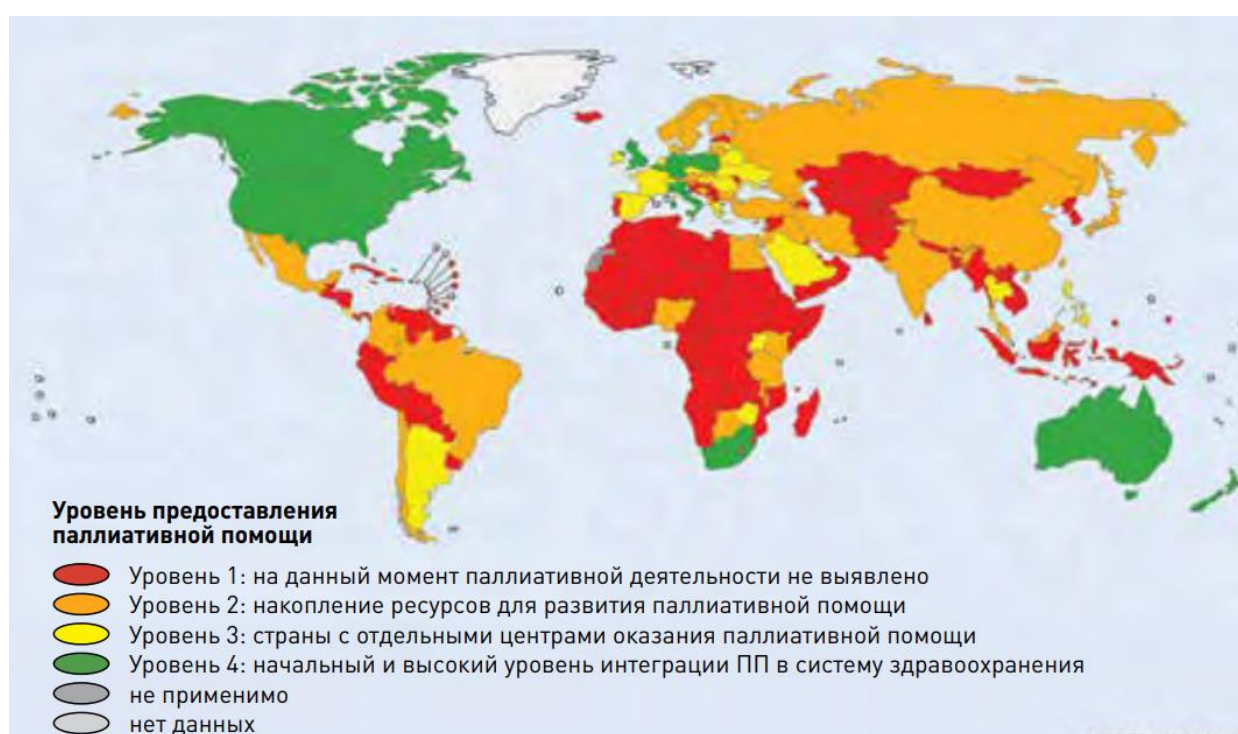 Уровень предоставления
паллиативной помощи
Уровень 1: на данный момент паллиативной деятельности не выявлено
Уровень 2: накопление ресурсов для развития паллиативной помощи
Уровень 3: страны с отдельными центрами оказания паллиативной помощи
Уровень 4: начальный и высокий уровень интеграции ПП в систему здравоохранения
не применимо
нет данных